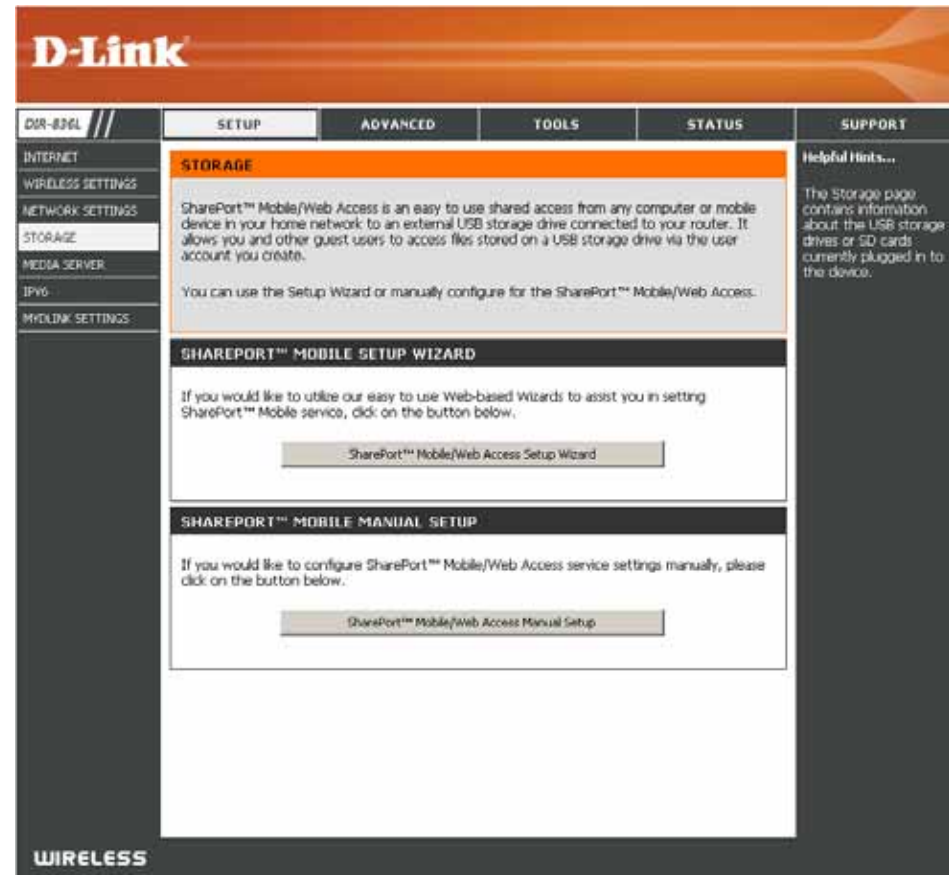 D-Link
DIR-836L
SETUP
ADVANCED
TOOLS
STATUS
SUPPORT
INTERNET
WIRELESS SETTINGS
NETWORK SETTINGS
STORAGE
MEDIA SERVER
IPV6
MYDLINK SETTINGS
STORAGE
SharePort™ Mobile/Web Access is an easy to use shared access from any computer or mobile
device in your home network to an external USB storage drive connected to your router. It
allows you and other guest users to access files stored on a USB storage drive via the user
account you create.
You can use the Setup Wizard or manually configure for the SharePort™ Mobile/Web Access.
SHAREPORT™ MOBILE SETUP WIZARD
If you would like to utilize our easy to use Web-based Wizards to assist you in setting
SharePort™ Mobile service, click on the button below.
SharePort™ Mobile/Web Access Setup Wizard
SHAREPORT™ MOBILE MANUAL SETUP
If you would like to configure SharePort™ Mobile/Web Access service settings manually, please
click on the button below.
SharePort™ Mobile/Web Access Manual Setup
Helpful Hints...
The Storage page
contains information
about the USB storage
drives or SD cards
currently plugged in to
the device.
WIRELESS